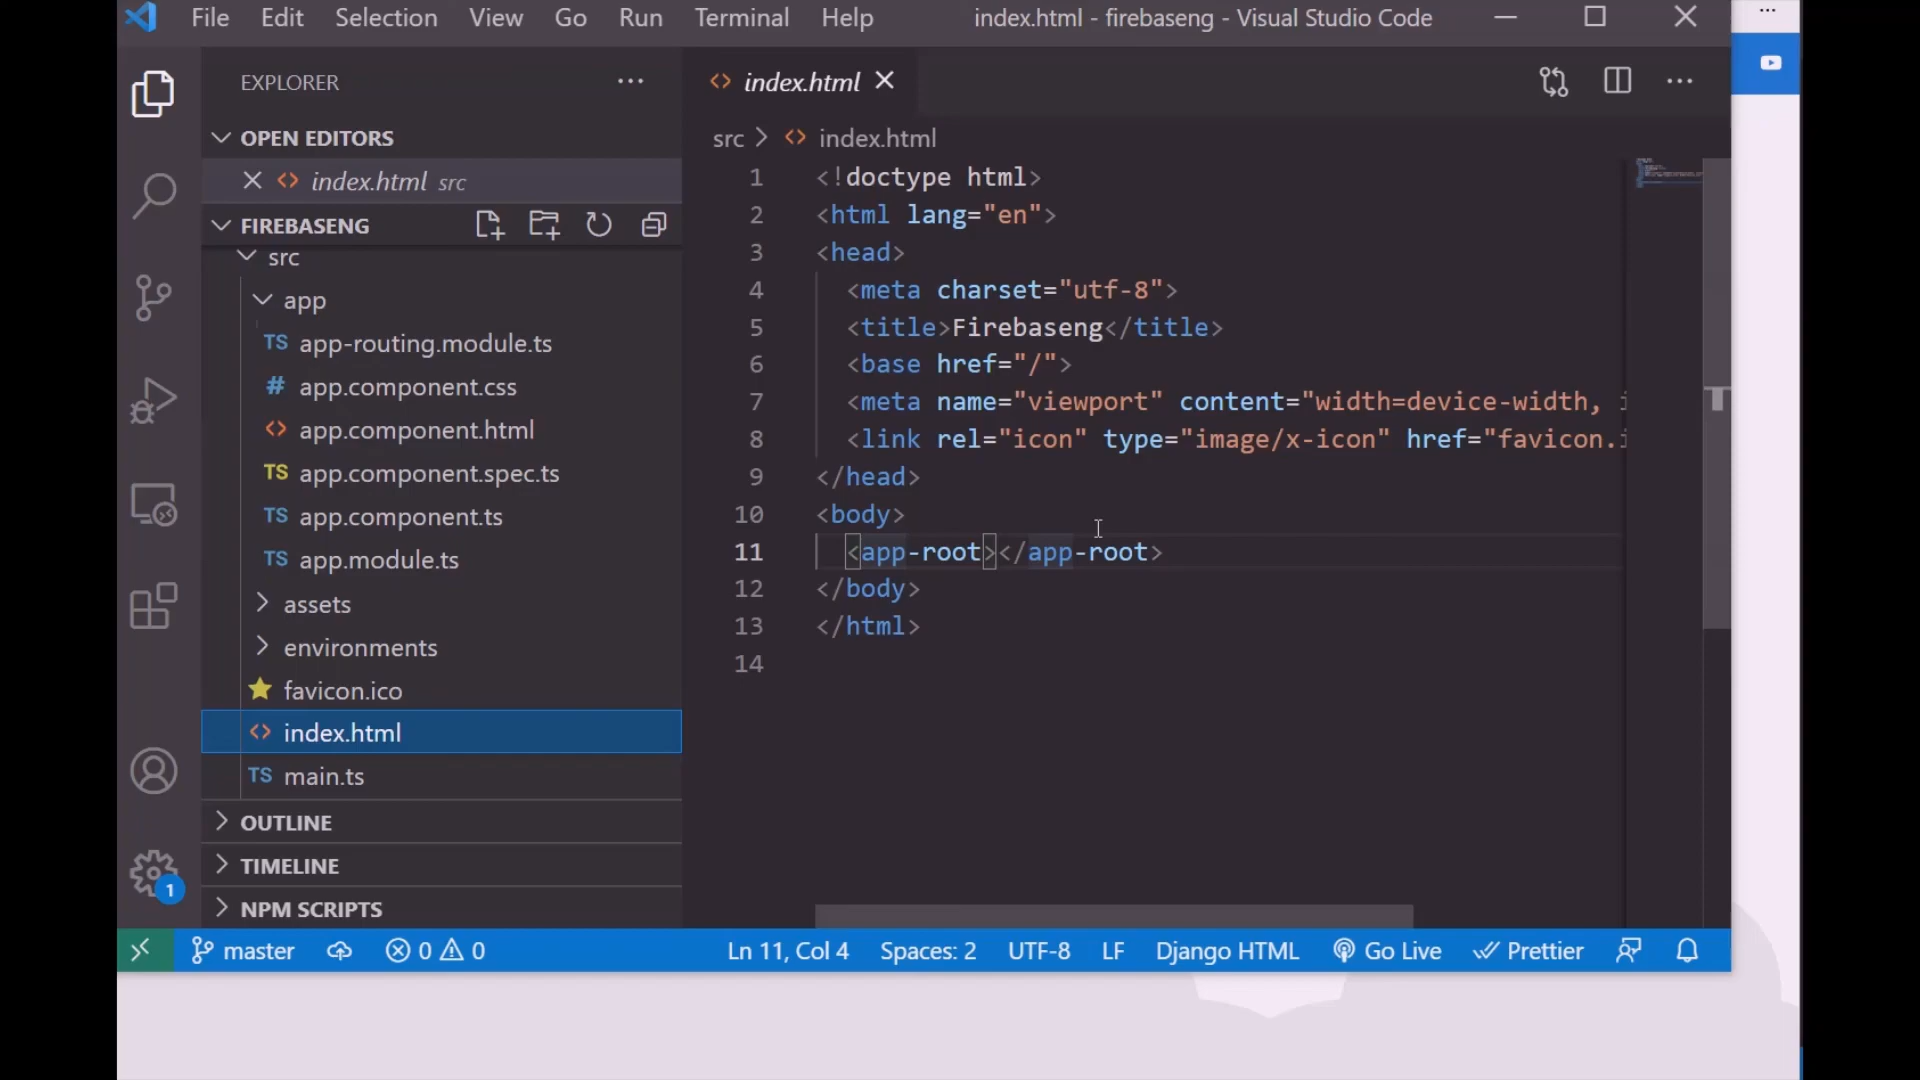 File Edit Selection View Go Run Terminal Help index.html - firebaseng - Visual Studio Code
EXPLORER
OPEN EDITORS
index.html src
FIREBASENG
src
app
TS app-routing.module.ts
# app.component.css
<> app.component.html
TS app.component.spec.ts
TS app.component.ts
TS app.module.ts
assets
environments
favicon.ico
<> index.html
TS main.ts
OUTLINE
TIMELINE
NPM SCRIPTS
1
<> index.html
src > <> index.html
1 <!doctype html>
2 <html lang="en">
3 <head>
4 <meta charset="utf-8">
5 <title>Firebaseng</title>
6 <base href="/">
7 <meta name="viewport" content="width=device-width, i
8 <link rel="icon" type="image/x-icon" href="favicon.i
9 </head>
10 <body>
11 <app-root></app-root>
12 </body>
13 </html>
14
master 0 0 Ln 11, Col 4 Spaces: 2 UTF-8 LF Django HTML Go Live Prettier